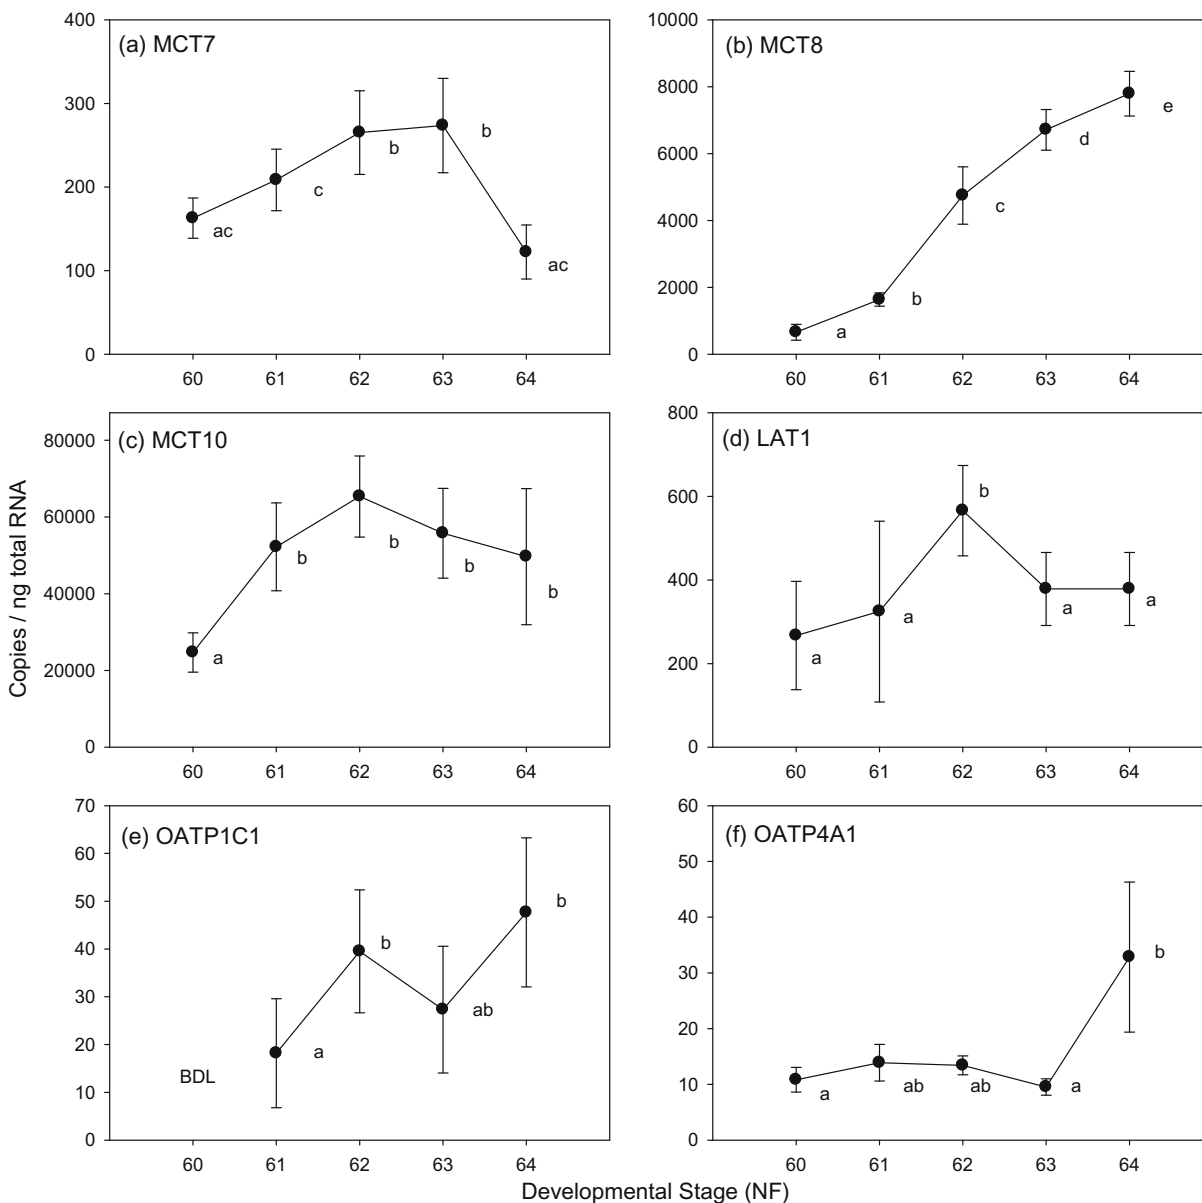 (a) MCT7
400
300
200
100
0
ac
c
b
b
ac
60 61 62 63 64
(b) MCT8
10000
8000
6000
4000
2000
0
a
b
c
d
e
60 61 62 63 64
(c) MCT10
80000
60000
40000
20000
0
a
b
b
b
b
60 61 62 63 64
(d) LAT1
800
600
400
200
0
a
a
b
a
a
60 61 62 63 64
(e) OATP1C1
70
60
50
40
30
20
10
0
BDL
a
b
ab
b
60 61 62 63 64
(f) OATP4A1
60
50
40
30
20
10
0
a
ab
ab
a
b
60 61 62 63 64
Copies / ng total RNA
Developmental Stage (NF)